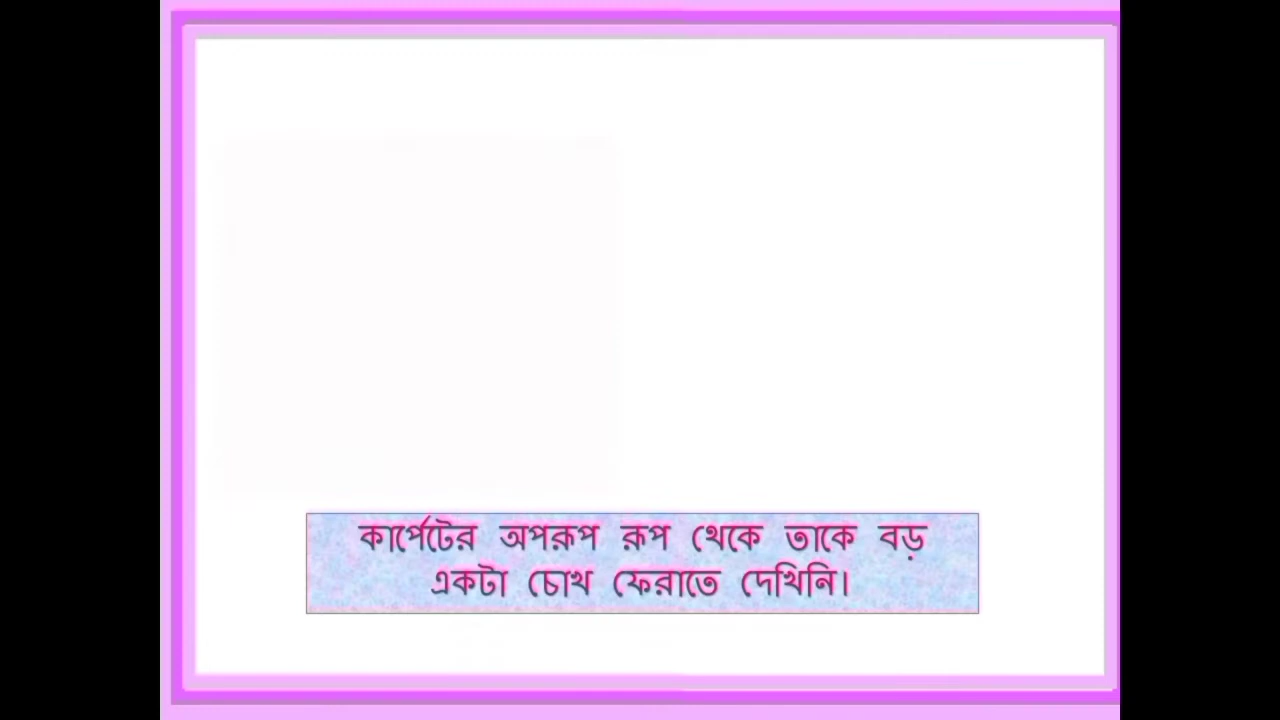 কার্পেটের অপরূপ রূপ থেকে তাকে বড়
একটা চোখ ফেরাতে দেখিনি।